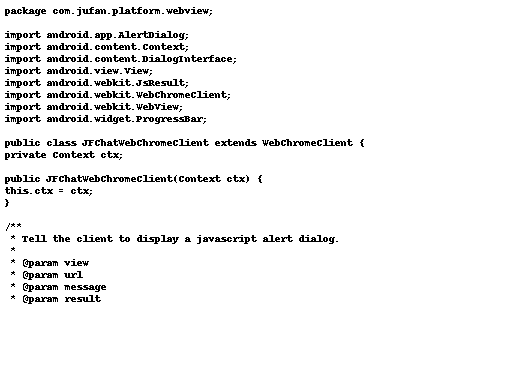 package com.jufan.platform.webview;

import android.app.AlertDialog;
import android.content.Context;
import android.content.DialogInterface;
import android.view.View;
import android.webkit.JsResult;
import android.webkit.WebChromeClient;
import android.webkit.WebView;
import android.widget.ProgressBar;

public class JFChatWebChromeClient extends WebChromeClient {
private Context ctx;

public JFChatWebChromeClient(Context ctx) {
this.ctx = ctx;
}

/**
 * Tell the client to display a javascript alert dialog.
 *
 * @param view
 * @param url
 * @param message
 * @param result